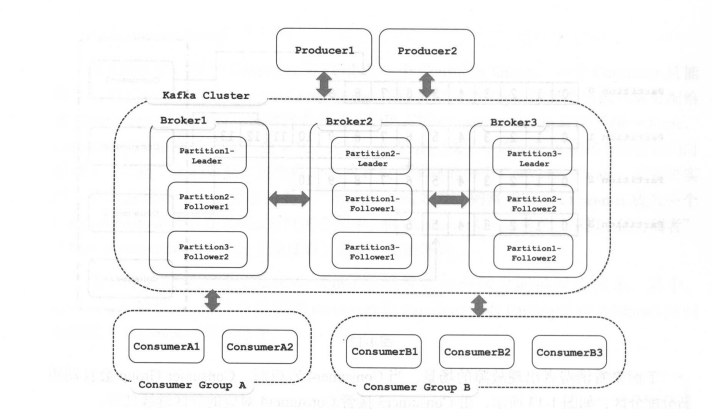 Producer1
Producer2
Kafka Cluster
Broker1
Partition1-
Leader
Partition2-
Follower1
Partition3-
Follower2
Broker2
Partition2-
Leader
Partition1-
Follower1
Partition3-
Follower1
Broker3
Partition3-
Leader
Partition2-
Follower2
Partition1-
Follower2
ConsumerA1
ConsumerA2
Consumer Group A
ConsumerB1
ConsumerB2
ConsumerB3
Consumer Group B